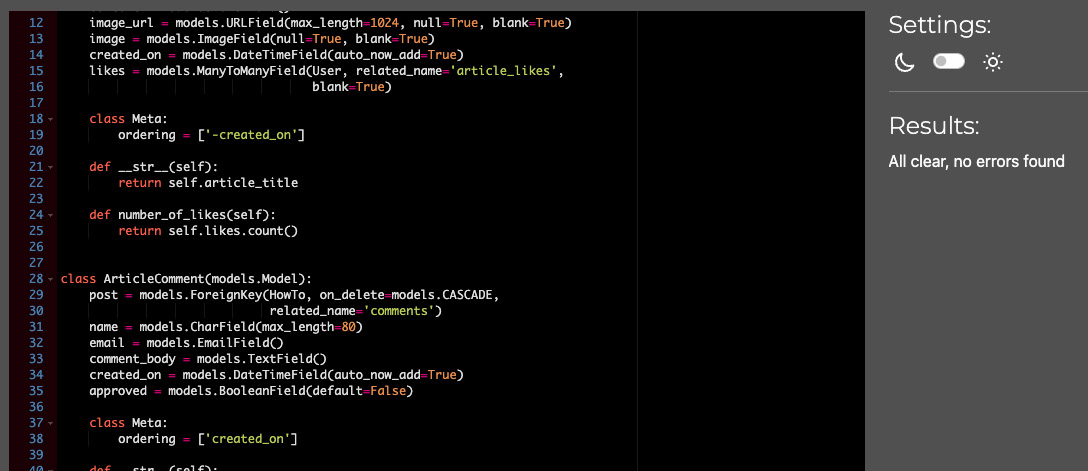 12 image_url = models.URLField(max_length=1024, null=True, blank=True)
13 image = models.ImageField(null=True, blank=True)
14 created_on = models.DateTimeField(auto_now_add=True)
15 likes = models.ManyToManyField(User, related_name='article_likes',
16 blank=True)
17
18 class Meta:
19 ordering = ['-created_on']
20
21 def __str__(self):
22 return self.article_title
23
24 def number_of_likes(self):
25 return self.likes.count()
26
27
28 class ArticleComment(models.Model):
29 post = models.ForeignKey(HowTo, on_delete=models.CASCADE,
30 related_name='comments')
31 name = models.CharField(max_length=80)
32 email = models.EmailField()
33 comment_body = models.TextField()
34 created_on = models.DateTimeField(auto_now_add=True)
35 approved = models.BooleanField(default=False)
36
37 class Meta:
38 ordering = ['created_on']
39
40 def __str__(self):
Settings:
Results:
All clear, no errors found